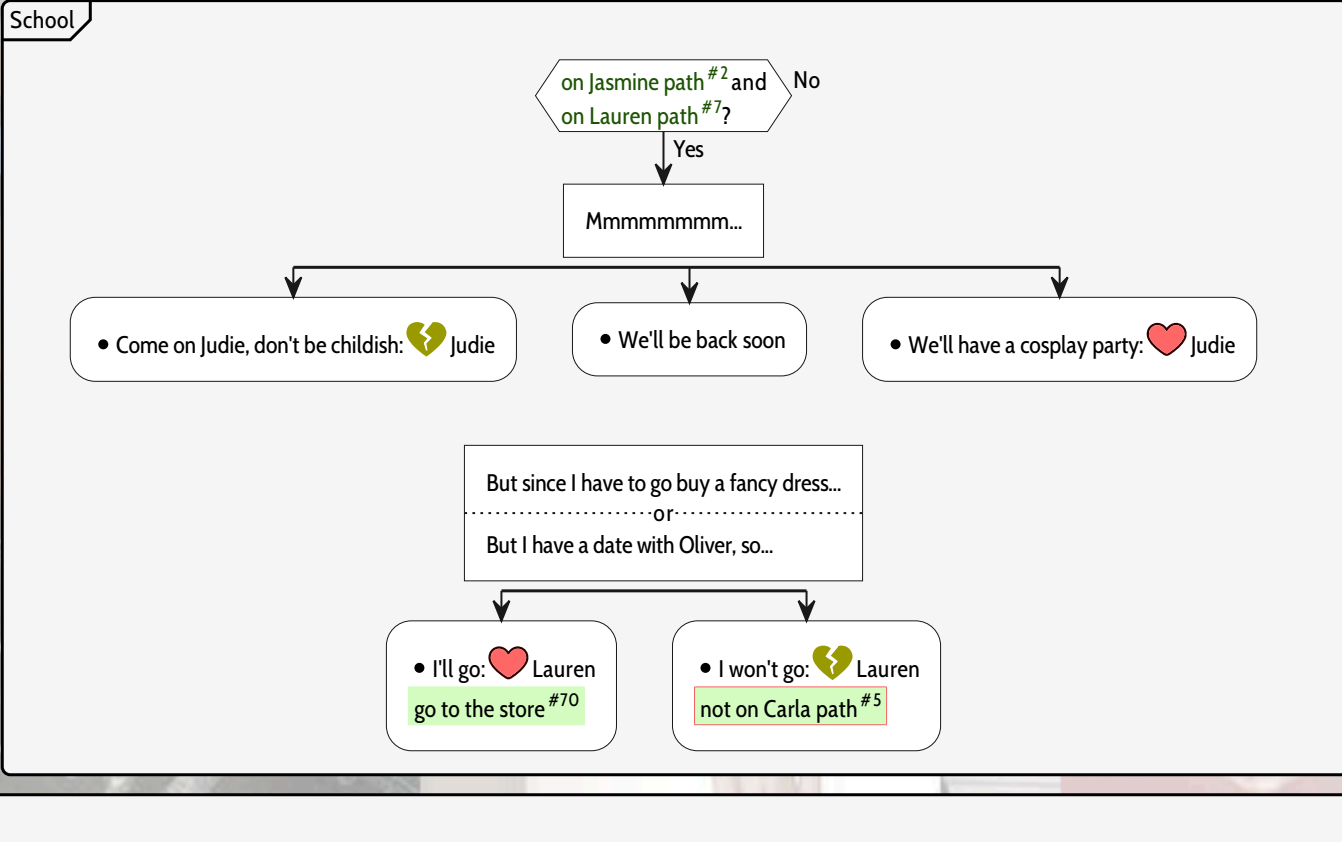 School
on Jasmine path #2 and
on Lauren path #7?
No
Yes
Mmmmmmmm...
• Come on Judie, don't be childish: Judie
• We'll be back soon
• We'll have a cosplay party: Judie
But since I have to go buy a fancy dress...
or
But I have a date with Oliver, so...
• I'll go: Lauren
go to the store #70
• I won't go: Lauren
not on Carla path #5